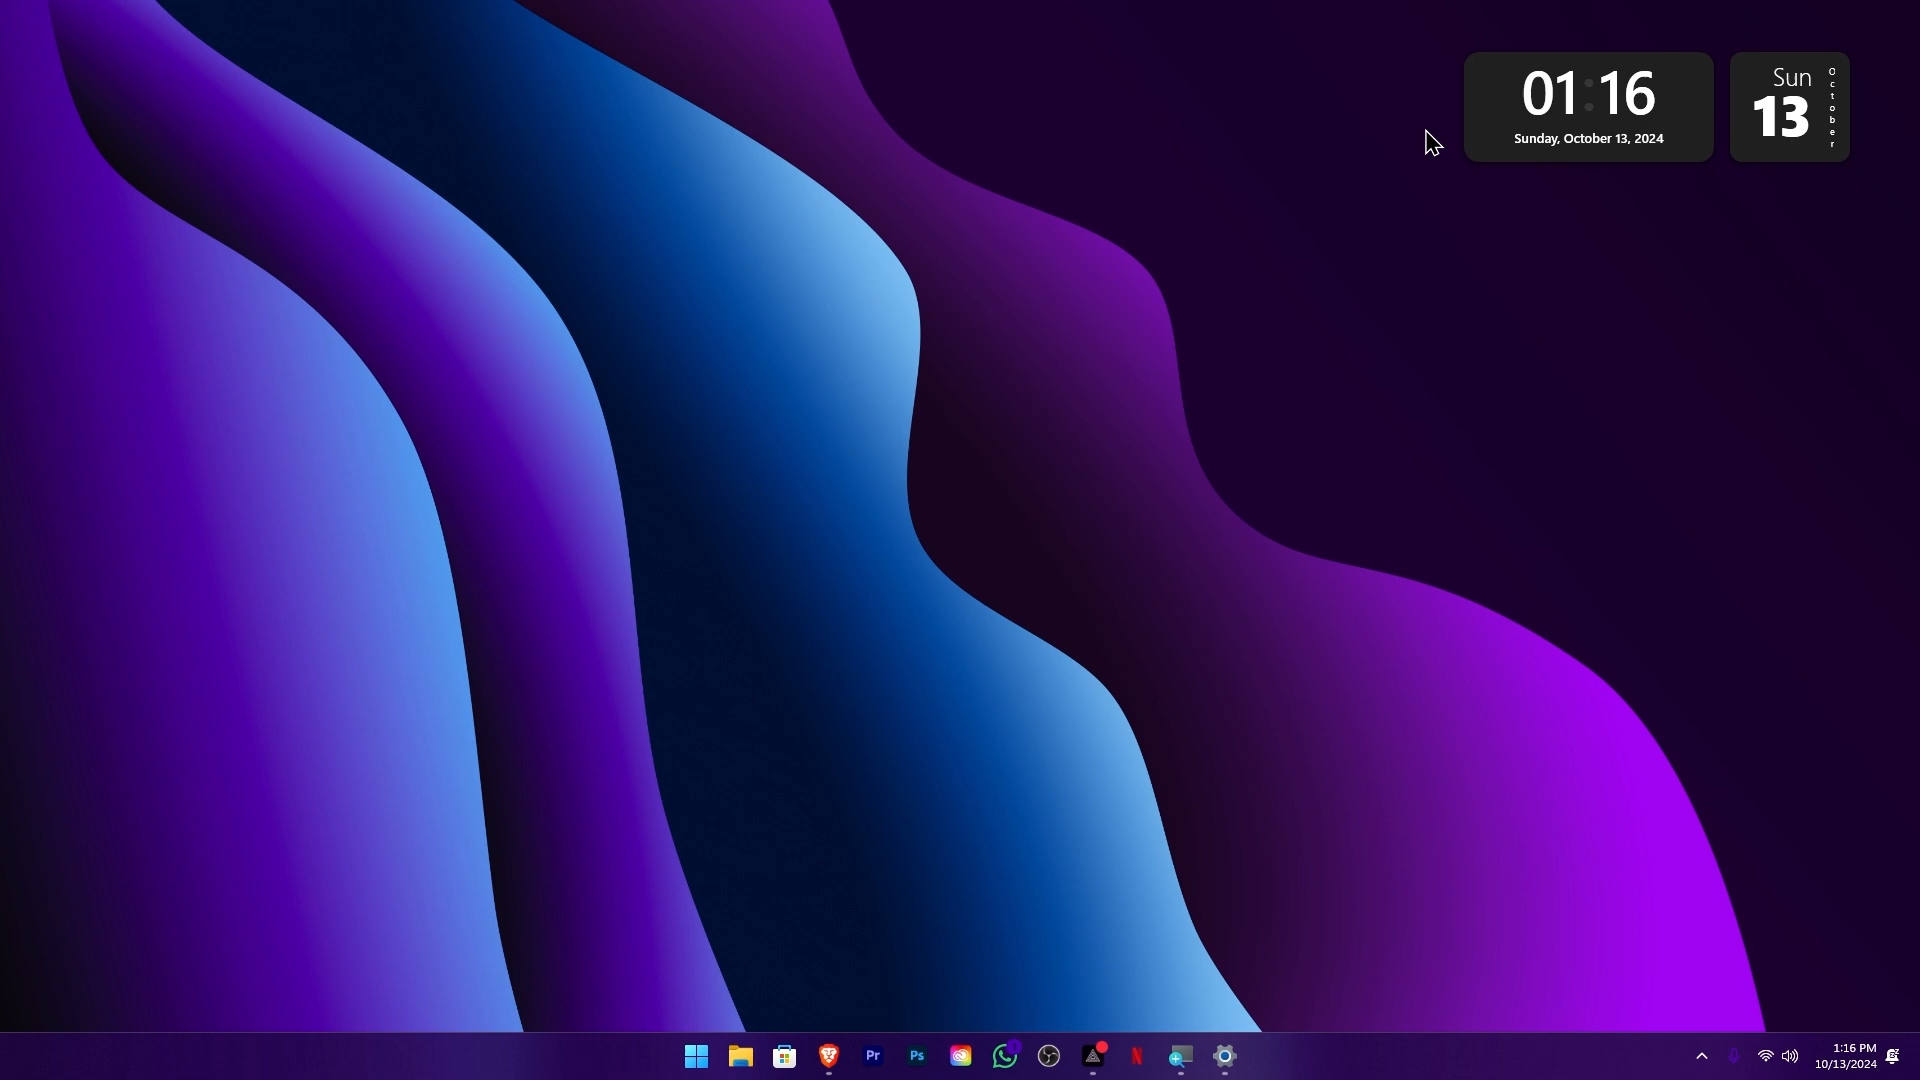 01:16
Sunday, October 13, 2024
Sun
13
October
Pr
Ps
N
1:16 PM
10/13/2024